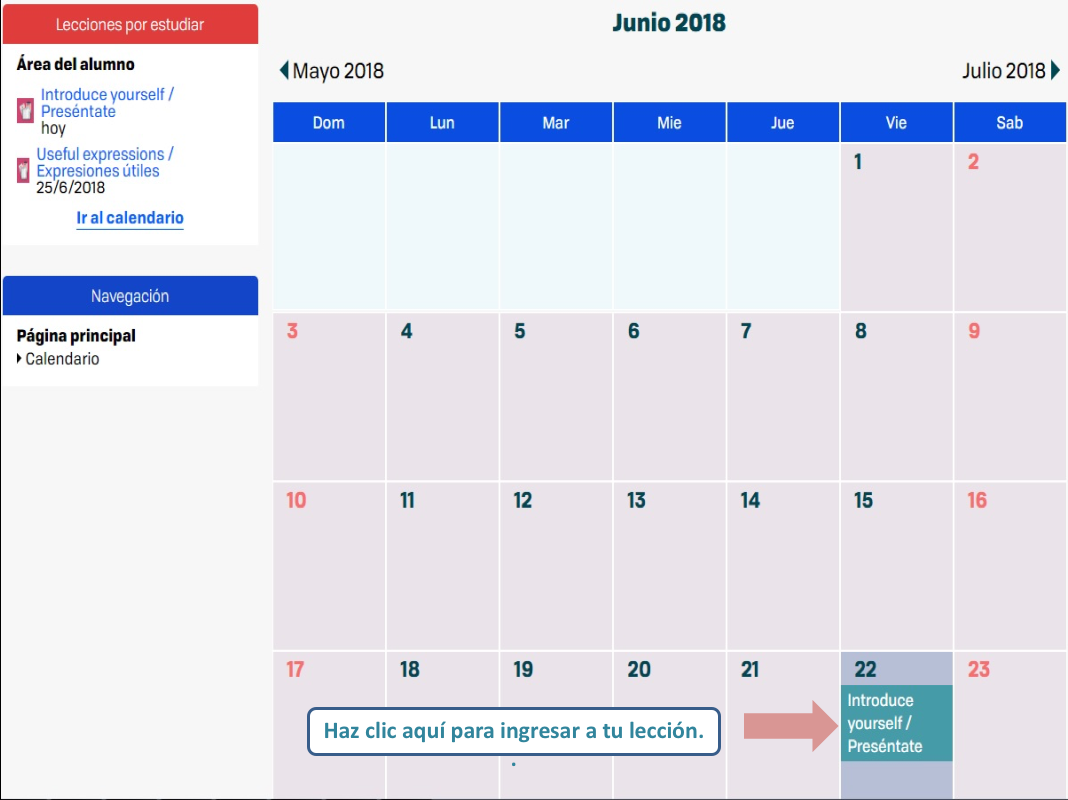 Lecciones por estudiar
Área del alumno
Introduce yourself /
Preséntate
hoy
Useful expressions /
Expresiones útiles
25/6/2018
Ir al calendario
Navegación
Página principal
Calendario
Junio 2018
Mayo 2018
Julio 2018
Dom Lun Mar Mie Jue Vie Sab
1 2
3 4 5 6 7 8 9
10 11 12 13 14 15 16
17 18 19 20 21 22 23
Introduce
yourself /
Preséntate
Haz clic aquí para ingresar a tu lección.
.